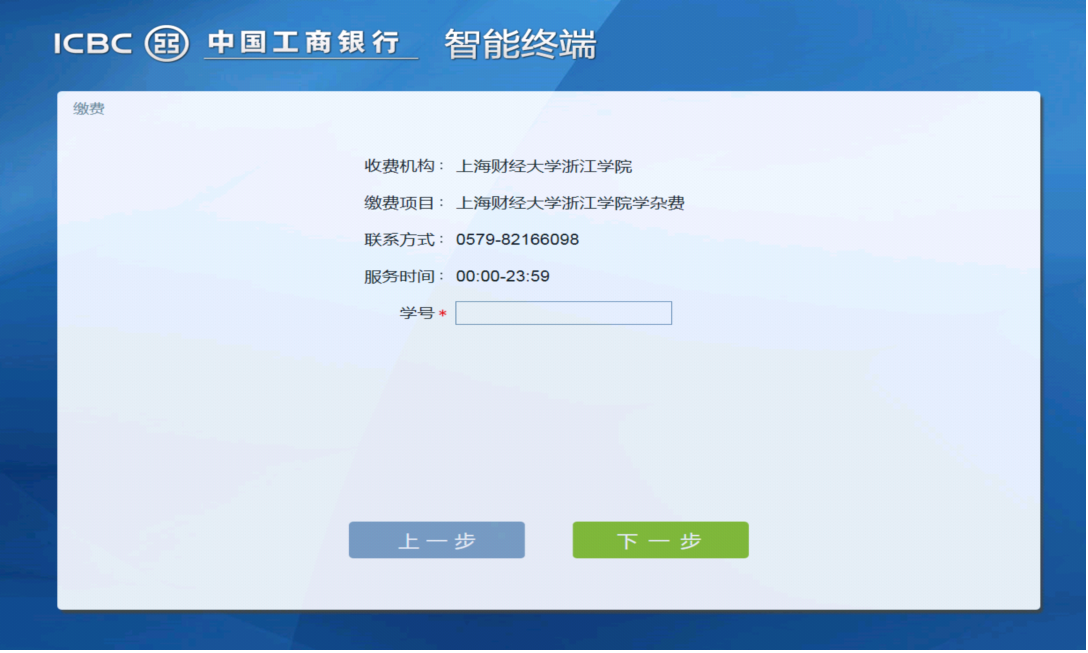 ICBC 中国工商银行 智能终端
缴费
收费机构： 上海财经大学浙江学院
缴费项目： 上海财经大学浙江学院学杂费
联系方式： 0579-82166098
服务时间： 00:00-23:59
学号*
上一步 下一步